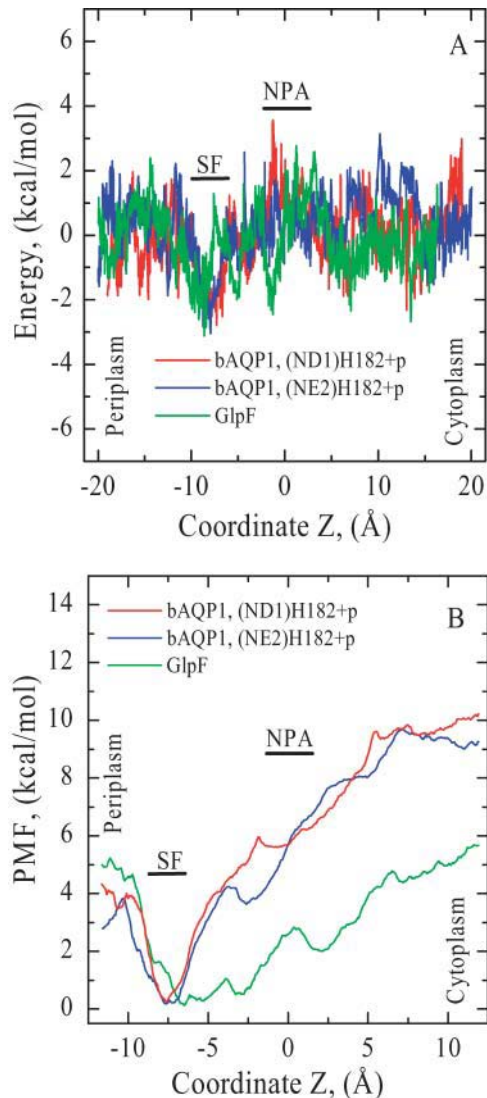 A
6
4
2
0
-2
-4
-6
Energy, (kcal/mol)
NPA
SF
bAQP1, (ND1)H182+p
bAQP1, (NE2)H182+p
GlpF
Periplasm
Cytoplasm
-20 -10 0 10 20
Coordinate Z, (Å)
B
14
12
10
8
6
4
2
0
PMF, (kcal/mol)
bAQP1, (ND1)H182+p
bAQP1, (NE2)H182+p
GlpF
Periplasm
NPA
SF
Cytoplasm
-10 -5 0 5 10
Coordinate Z, (Å)